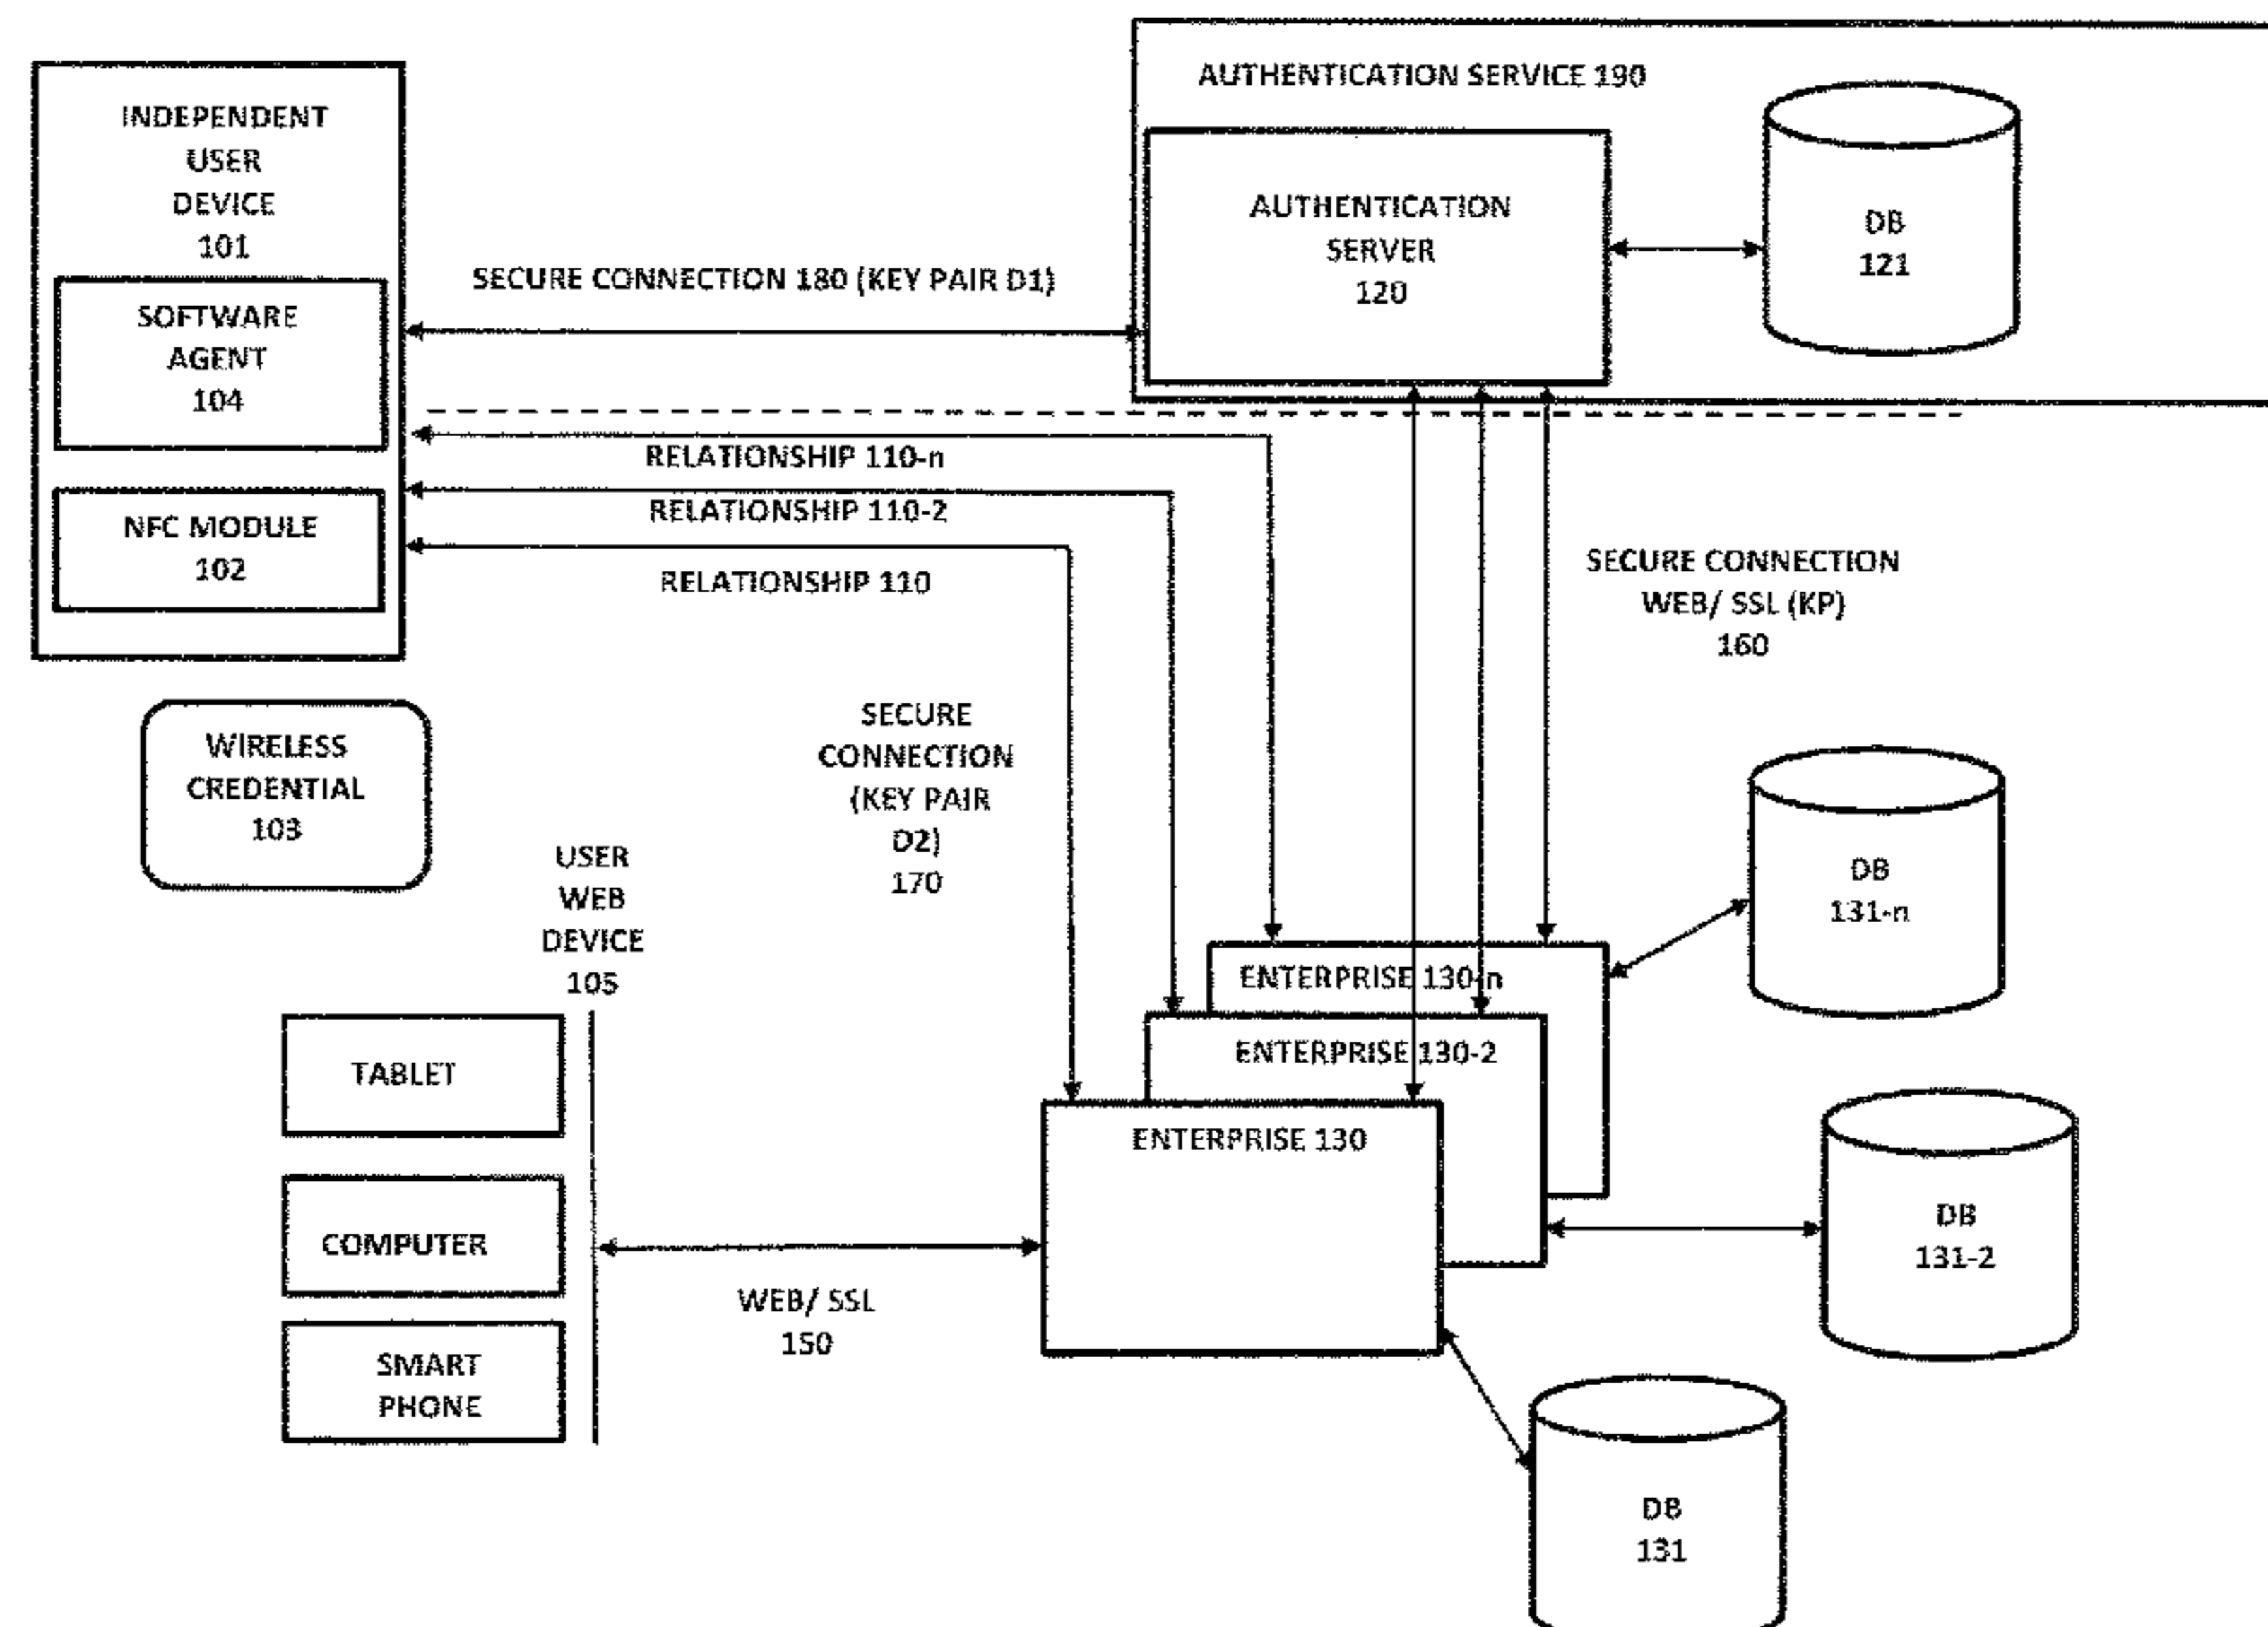 AUTHENTICATION SERVICE 190
INDEPENDENT
USER
DEVICE
101
SOFTWARE
AGENT
104
NFC MODULE
102
AUTHENTICATION
SERVER
120
DB
121
SECURE CONNECTION 180 (KEY PAIR D1)
RELATIONSHIP 110-n
RELATIONSHIP 110-2
RELATIONSHIP 110
SECURE CONNECTION
WEB/ SSL (KP)
160
WIRELESS
CREDENTIAL
103
SECURE
CONNECTION
(KEY PAIR
D2)
170
USER
WEB
DEVICE
105
DB
131-n
ENTERPRISE 130-n
ENTERPRISE 130-2
ENTERPRISE 130
TABLET
COMPUTER
SMART
PHONE
WEB/ SSL
150
DB
131-2
DB
131